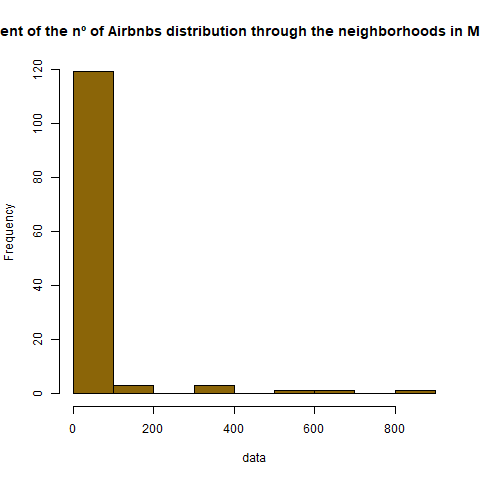 ent of the nº of Airbnbs distribution through the neighborhoods in M
120
100
80
60
40
20
0
Frequency
0 200 400 600 800
data